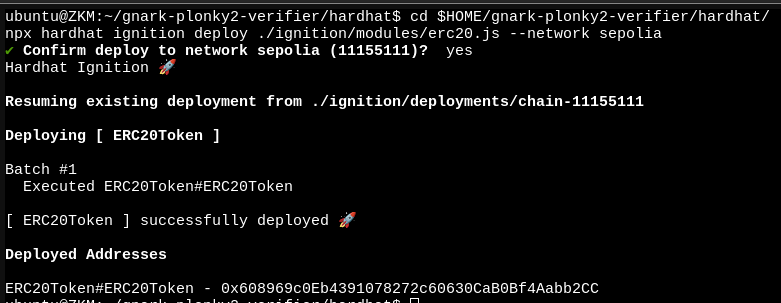 ubuntu@ZKM:~/gnark-plonky2-verifier/hardhat$ cd $HOME/gnark-plonky2-verifier/hardhat/
npx hardhat ignition deploy ./ignition/modules/erc20.js --network sepolia
✔ Confirm deploy to network sepolia (11155111)? yes
Hardhat Ignition 🚀
Resuming existing deployment from ./ignition/deployments/chain-11155111
Deploying [ ERC20Token ]
Batch #1
Executed ERC20Token#ERC20Token
[ ERC20Token ] successfully deployed 🚀
Deployed Addresses
ERC20Token#ERC20Token - 0x608969c0Eb4391078272c60630CaB0Bf4Aabb2CC
ubuntu@ZKM:~/gnark-plonky2-verifier/hardhat$